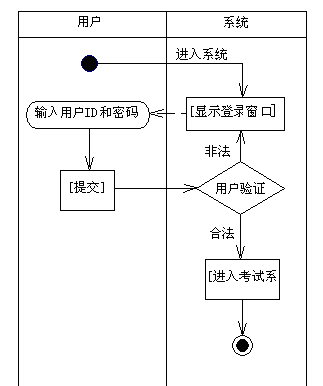 用户
系统
进入系统
输入用户ID和密码
[显示登录窗口]
非法
[提交]
用户验证
合法
[进入考试系